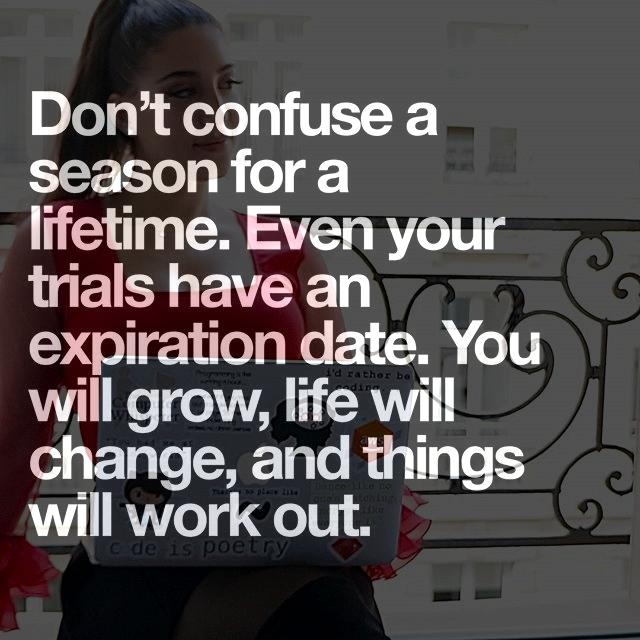 Don't confuse a
season for a
lifetime. Even your
trials have an
expiration date. You
will grow, life will
change, and things
will work out.
i'd rather be
coding
code is poetry